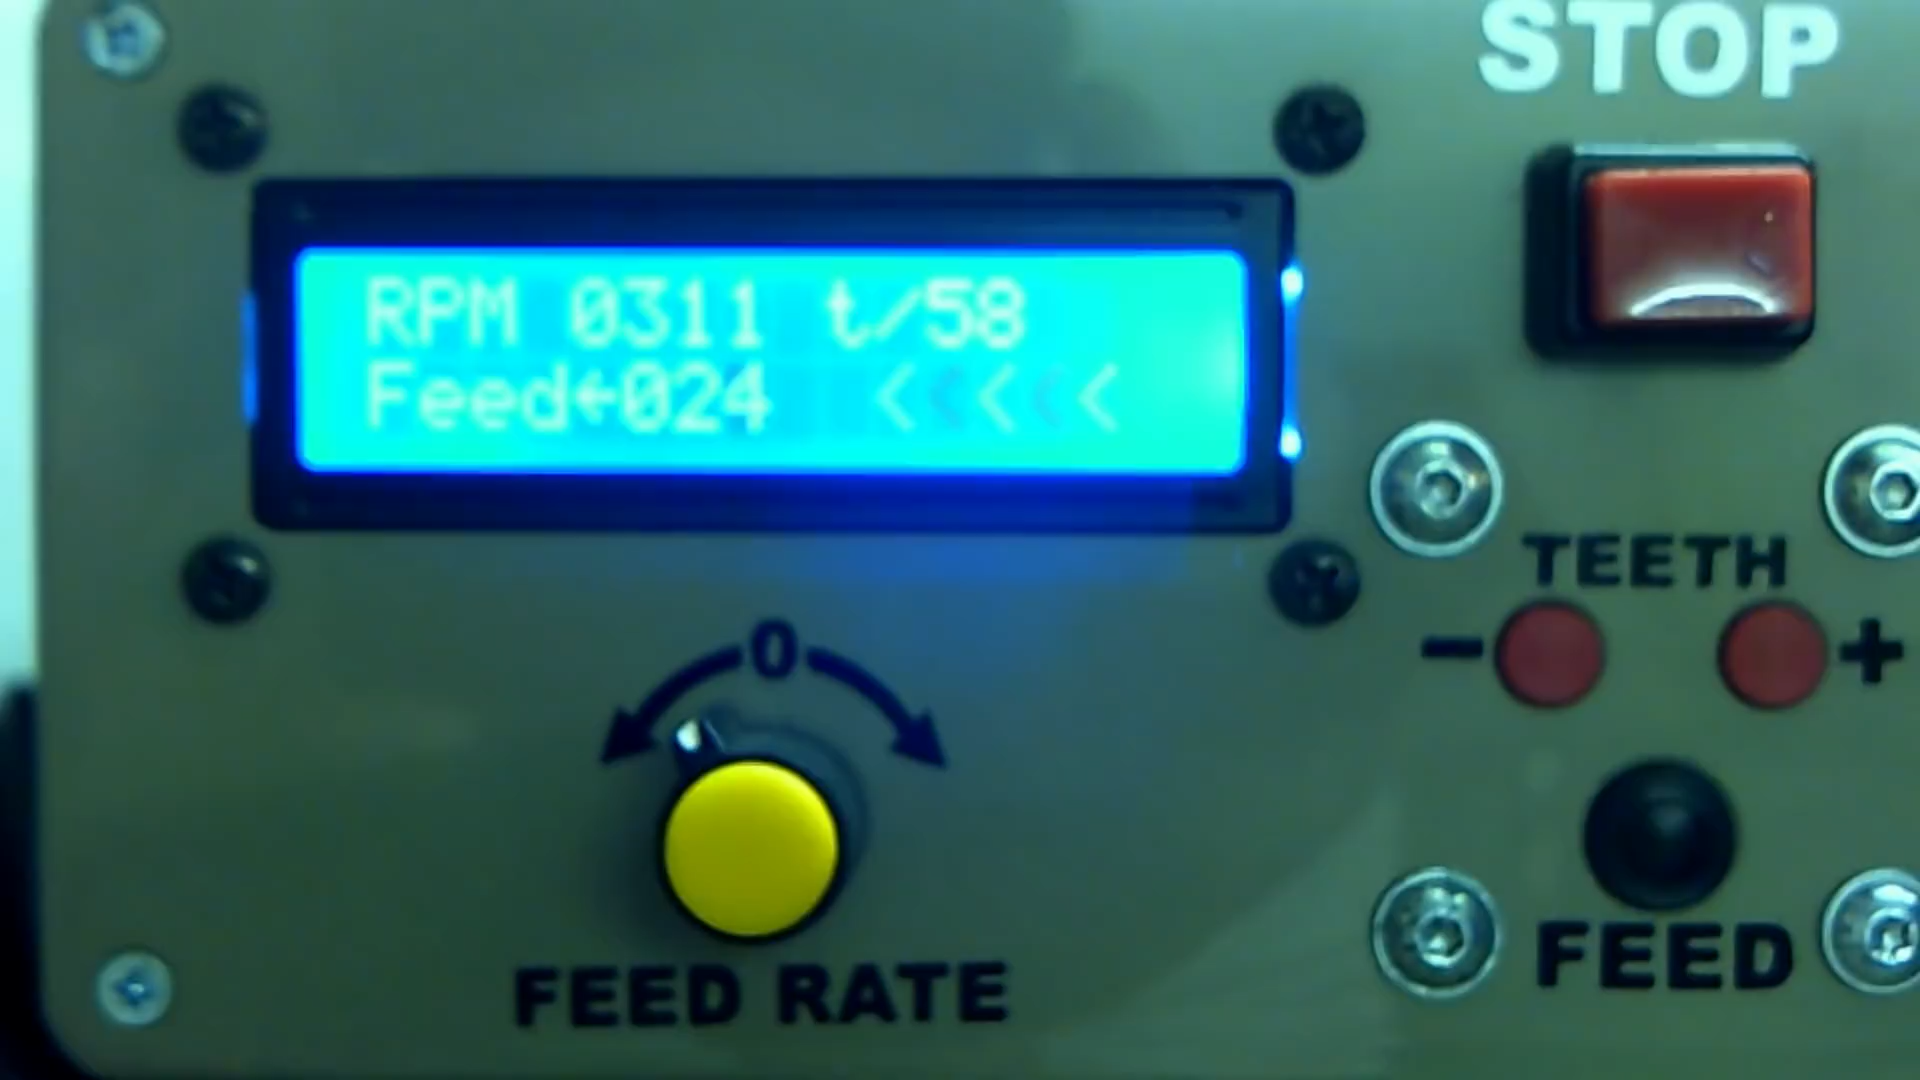 STOP
RPM 0311 t/58
Feed←024 <<<<<
TEETH
- +
0
FEED RATE
FEED